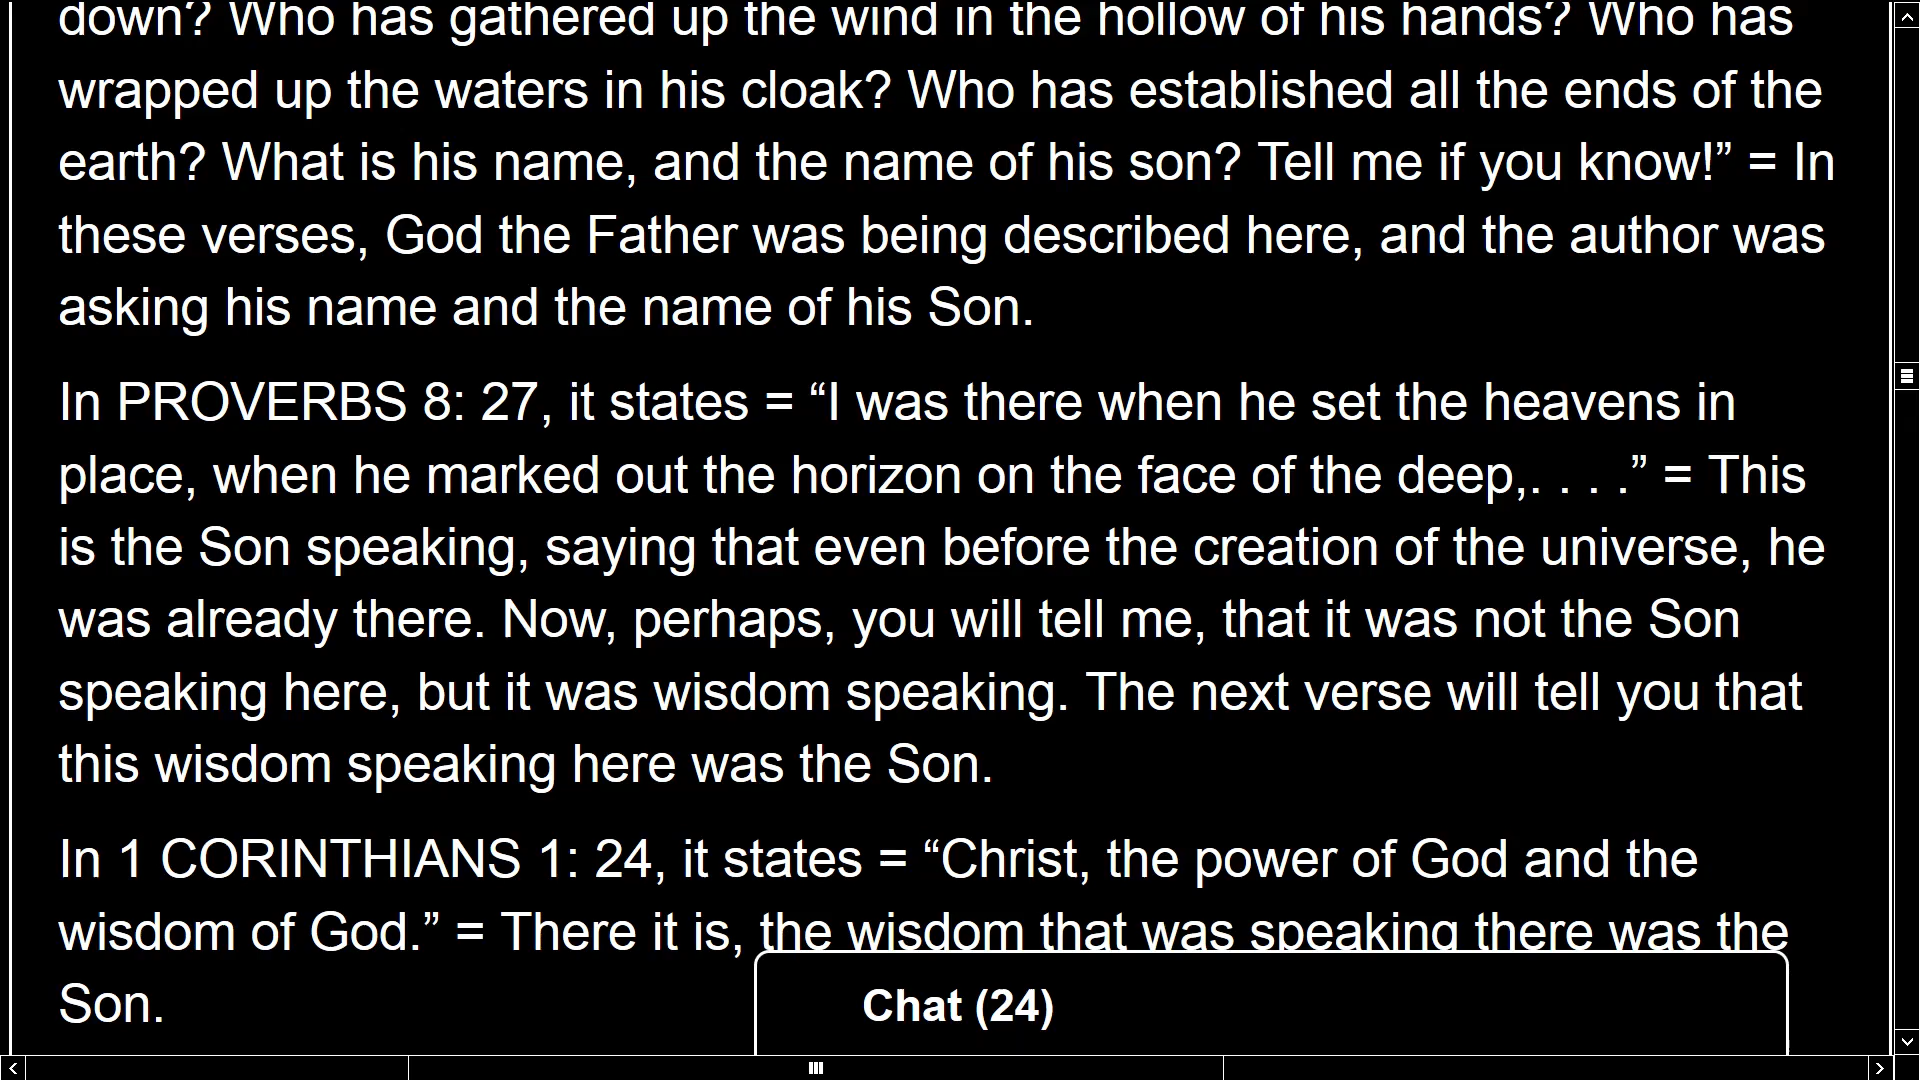 down? Who has gathered up the wind in the hollow of his hands? Who has
wrapped up the waters in his cloak? Who has established all the ends of the
earth? What is his name, and the name of his son? Tell me if you know!” = In
these verses, God the Father was being described here, and the author was
asking his name and the name of his Son.
In PROVERBS 8: 27, it states = “I was there when he set the heavens in
place, when he marked out the horizon on the face of the deep,. . . .” = This
is the Son speaking, saying that even before the creation of the universe, he
was already there. Now, perhaps, you will tell me, that it was not the Son
speaking here, but it was wisdom speaking. The next verse will tell you that
this wisdom speaking here was the Son.
In 1 CORINTHIANS 1: 24, it states = “Christ, the power of God and the
wisdom of God.” = There it is, the wisdom that was speaking there was the
Son.
Chat (24)